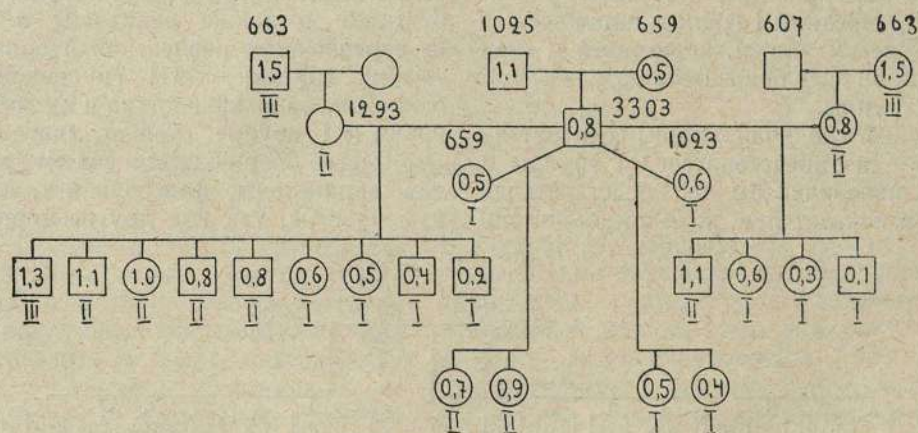 663 1025 659 607 663
1,5 1,1 0,5 1,5
III III
1293 3303
0,8 0.8
II II
659 1023
0,5 0,6
I I
1,3 1.1 1.0 0,8 0,8 0,6 0,5 0,4 0,2 1,1 0,6 0,3 0,1
III II II II II I I I I II I I I
0,7 0,9 0,5 0,4
II II I I